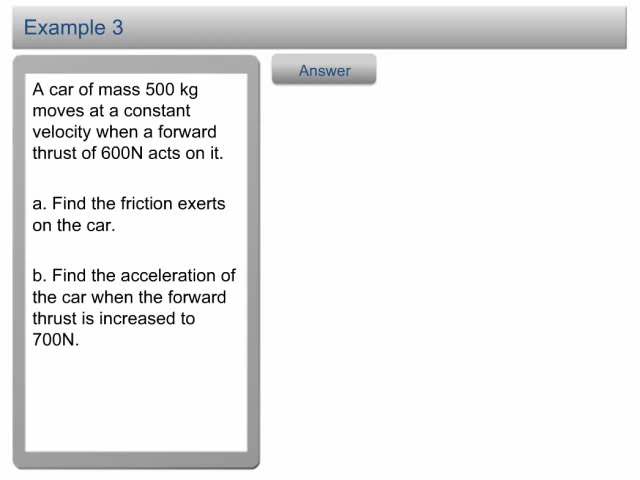 Example 3
A car of mass 500 kg
moves at a constant
velocity when a forward
thrust of 600N acts on it.
a. Find the friction exerts
on the car.
b. Find the acceleration of
the car when the forward
thrust is increased to
700N.
Answer